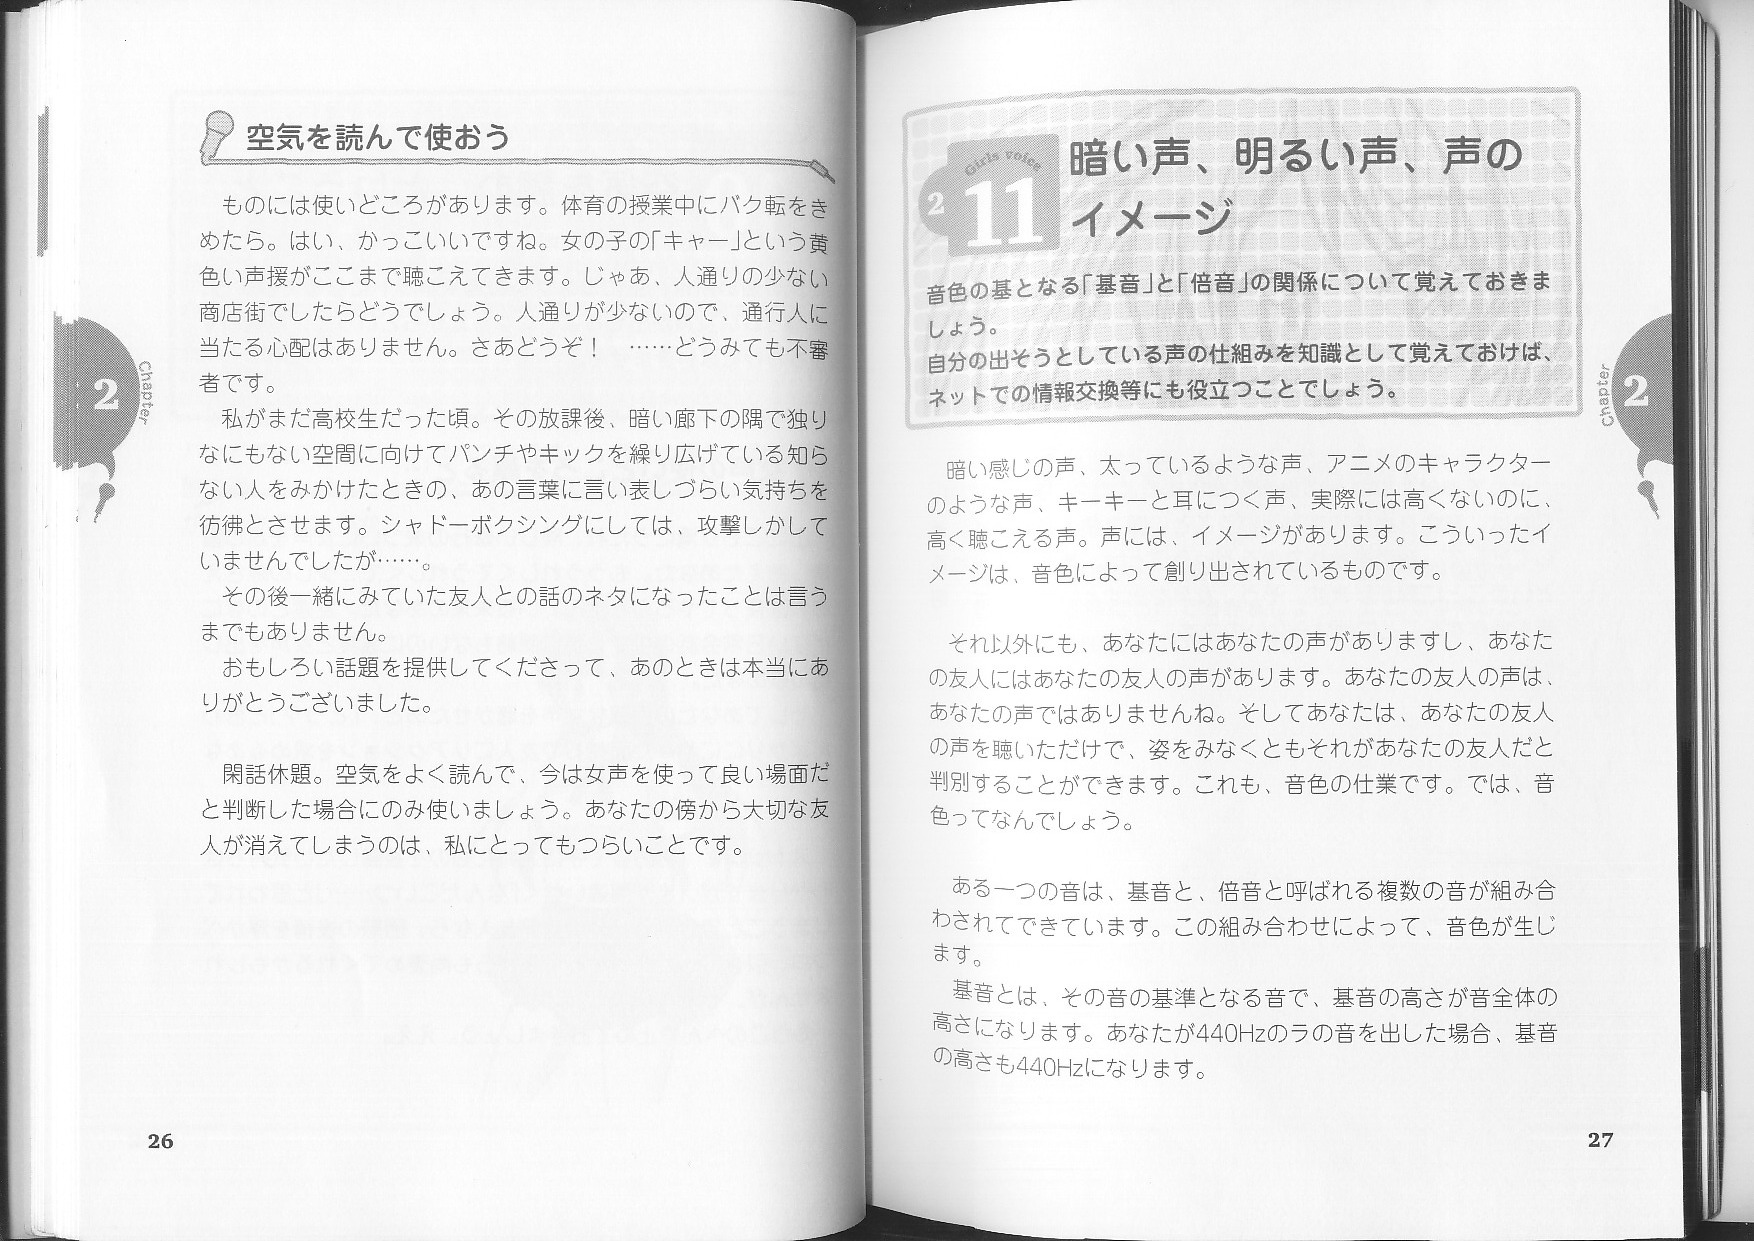 空気を読んで使おう
ものには使いどころがあります。体育の授業中にバク転をき
めたら。はい、かっこいいですね。女の子の「キャー」という黄
色い声援がここまで聴こえてきます。じゃあ、人通りの少ない
商店街でしたらどうでしょう。人通りが少ないので、通行人に
当たる心配はありません。さあどうぞ！　……どうみても不審
者です。
私がまだ高校生だった頃。その放課後、暗い廊下の隅で独り
なにもない空間に向けてパンチやキックを繰り広げている知ら
ない人をみかけたときの、あの言葉に言い表しづらい気持ちを
彷彿とさせます。シャドーボクシングにしては、攻撃しかして
いませんでしたが……。
その後一緒にみていた友人との話のネタになったことは言う
までもありません。
おもしろい話題を提供してくださって、あのときは本当にあ
りがとうございました。
閑話休題。空気をよく読んで、今は女声を使って良い場面だ
と判断した場合にのみ使いましょう。あなたの傍から大切な友
人が消えてしまうのは、私にとってもつらいことです。
Chapter
2
26
Girls voice
2
11
暗い声、明るい声、声の
イメージ
音色の基となる「基音」と「倍音」の関係について覚えておきま
しょう。
自分の出そうとしている声の仕組みを知識として覚えておけば、
ネットでの情報交換等にも役立つことでしょう。
暗い感じの声、太っているような声、アニメのキャラクター
のような声、キーキーと耳につく声、実際には高くないのに、
高く聴こえる声。声には、イメージがあります。こういったイ
メージは、音色によって創り出されているものです。
それ以外にも、あなたにはあなたの声がありますし、あなた
の友人にはあなたの友人の声があります。あなたの友人の声は、
あなたの声ではありませんね。そしてあなたは、あなたの友人
の声を聴いただけで、姿をみなくともそれがあなたの友人だと
判別することができます。これも、音色の仕業です。では、音
色ってなんでしょう。
ある一つの音は、基音と、倍音と呼ばれる複数の音が組み合
わされてできています。この組み合わせによって、音色が生じ
ます。
基音とは、その音の基準となる音で、基音の高さが音全体の
高さになります。あなたが440Hzのラの音を出した場合、基音
の高さも440Hzになります。
Chapter
2
27